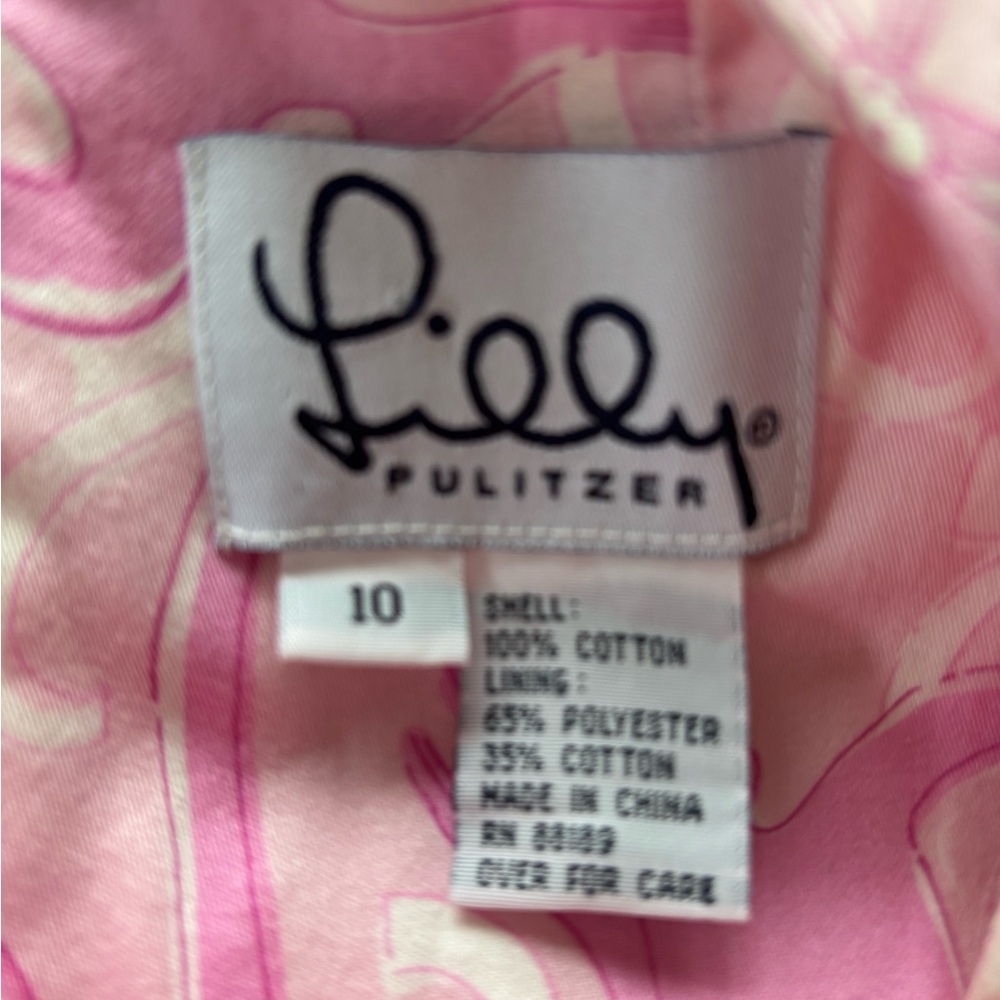 Lilly®
PULITZER
10
SHELL:
100% COTTON
LINING:
65% POLYESTER
35% COTTON
MADE IN CHINA
RN 88189
OVER FOR CARE